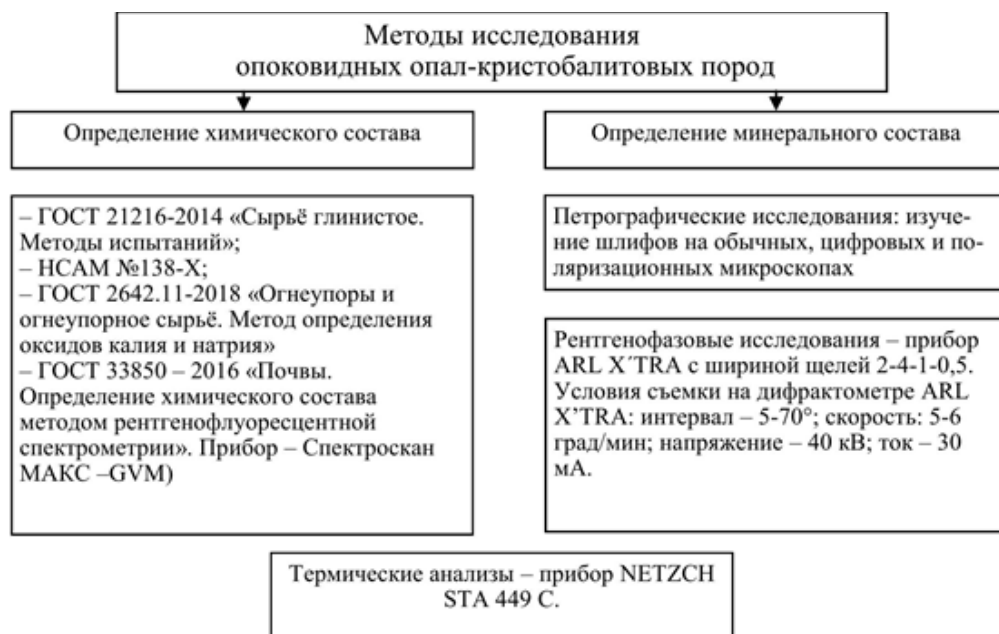 Методы исследования
опоковидных опал-кристобалитовых пород
Определение химического состава
Определение минерального состава
– ГОСТ 21216-2014 «Сырьё глинистое.
Методы испытаний»;
– НСАМ №138-Х;
– ГОСТ 2642.11-2018 «Огнеупоры и
огнеупорное сырьё. Метод определения
оксидов калия и натрия»
– ГОСТ 33850 – 2016 «Почвы.
Определение химического состава
методом рентгенофлуоресцентной
спектрометрии». Прибор – Спектроскан
МАКС –GVM)
Петрографические исследования: изуче-
ние шлифов на обычных, цифровых и по-
ляризационных микроскопах
Рентгенофазовые исследования – прибор
ARL X´TRA с шириной щелей 2-4-1-0,5.
Условия съемки на дифрактометре ARL
X’TRA: интервал – 5-70°; скорость: 5-6
град/мин; напряжение – 40 кВ; ток – 30
мА.
Термические анализы – прибор NETZCH
STA 449 C.